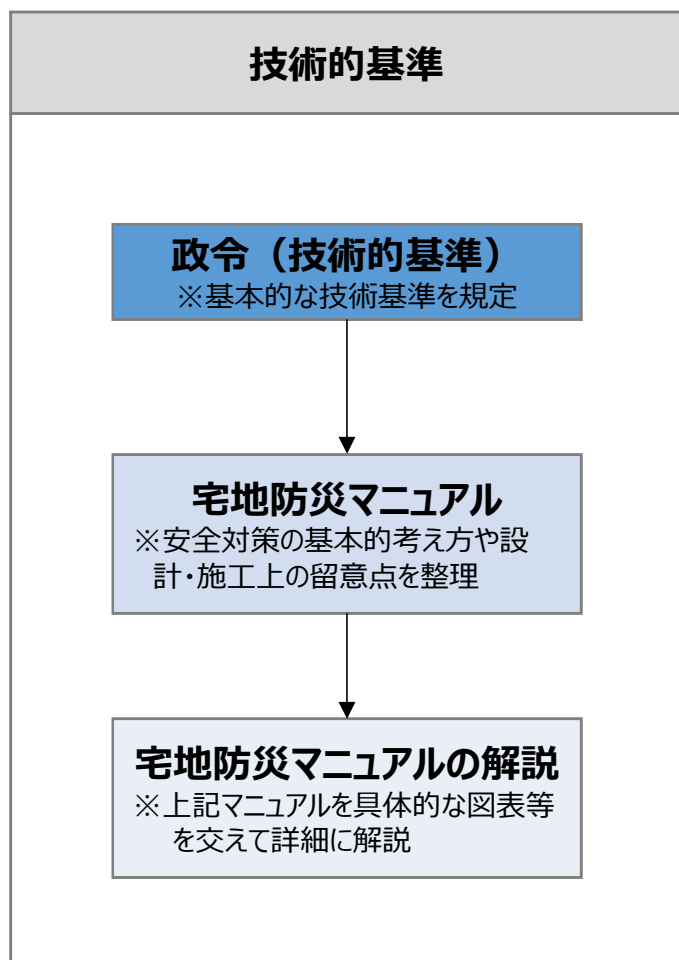 技術的基準
政令（技術的基準）
※基本的な技術基準を規定
宅地防災マニュアル
※安全対策の基本的考え方や設
計・施工上の留意点を整理
宅地防災マニュアルの解説
※上記マニュアルを具体的な図表等
を交えて詳細に解説